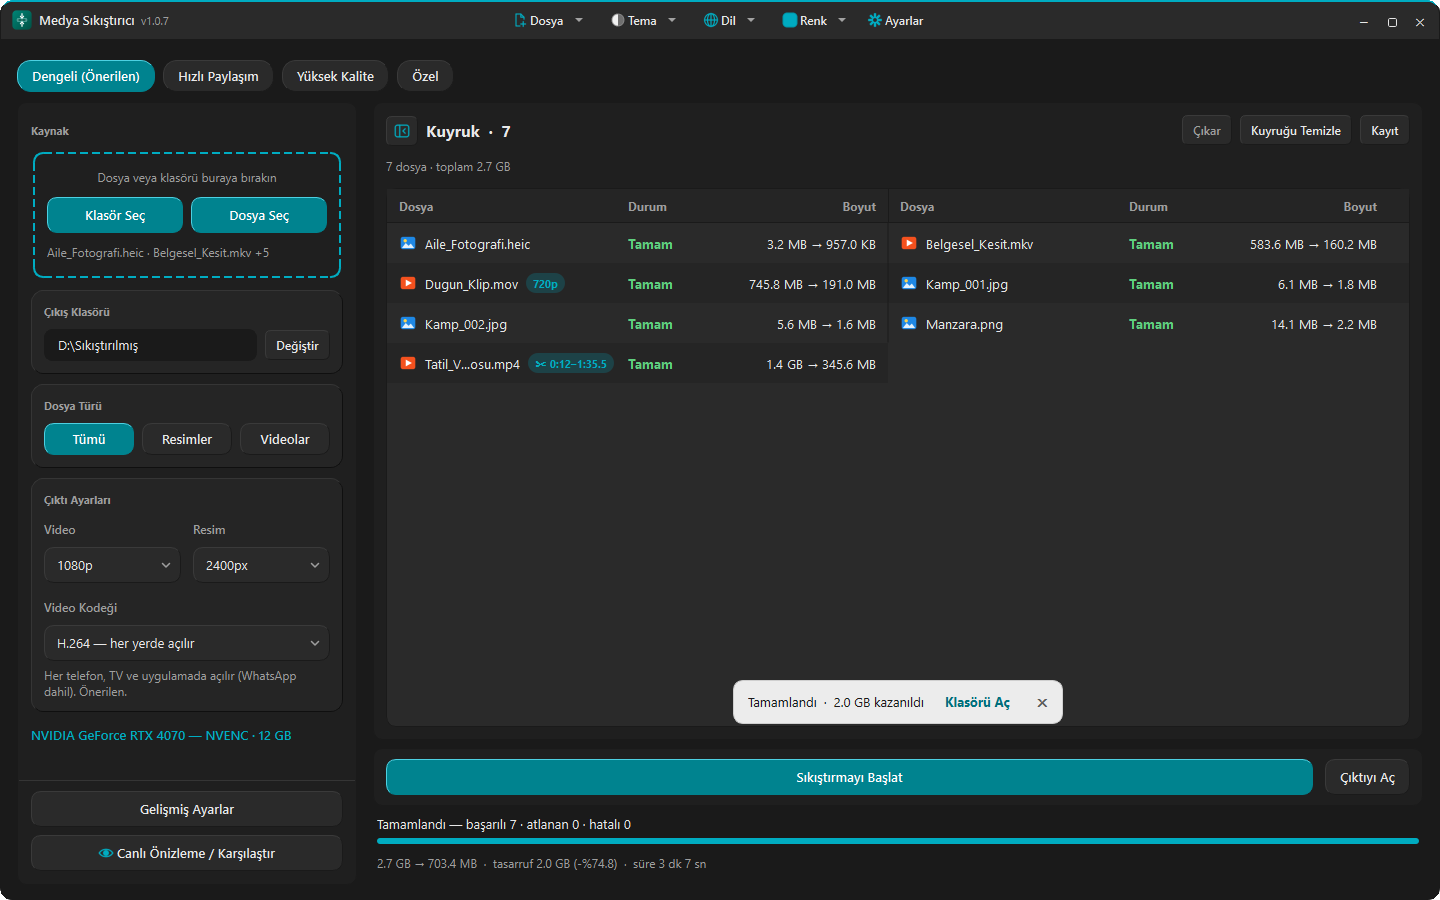 Medya Sıkıştırıcı v1.0.7
Dosya
Tema
Dil
Renk
Ayarlar
Dengeli (Önerilen)
Hızlı Paylaşım
Yüksek Kalite
Özel
Kaynak
Dosya veya klasörü buraya bırakın
Klasör Seç
Dosya Seç
Aile_Fotografi.heic · Belgesel_Kesit.mkv +5
Çıkış Klasörü
D:\Sıkıştırılmış
Değiştir
Dosya Türü
Tümü
Resimler
Videolar
Çıktı Ayarları
Video
Resim
1080p
2400px
Video Kodeği
H.264 — her yerde açılır
Her telefon, TV ve uygulamada açılır (WhatsApp
dahil). Önerilen.
NVIDIA GeForce RTX 4070 — NVENC · 12 GB
Gelişmiş Ayarlar
Canlı Önizleme / Karşılaştır
Kuyruk · 7
Çıkar
Kuyruğu Temizle
Kayıt
7 dosya · toplam 2.7 GB
Dosya Durum Boyut Dosya Durum Boyut
Aile_Fotografi.heic Tamam 3.2 MB → 957.0 KB Belgesel_Kesit.mkv Tamam 583.6 MB → 160.2 MB
Dugun_Klip.mov 720p Tamam 745.8 MB → 191.0 MB Kamp_001.jpg Tamam 6.1 MB → 1.8 MB
Kamp_002.jpg Tamam 5.6 MB → 1.6 MB Manzara.png Tamam 14.1 MB → 2.2 MB
Tatil_V...osu.mp4 0:12–1:35.5 Tamam 1.4 GB → 345.6 MB
Tamamlandı · 2.0 GB kazanıldı Klasörü Aç
Sıkıştırmayı Başlat
Çıktıyı Aç
Tamamlandı — başarılı 7 · atlanan 0 · hatalı 0
2.7 GB → 703.4 MB · tasarruf 2.0 GB (-%74.8) · süre 3 dk 7 sn